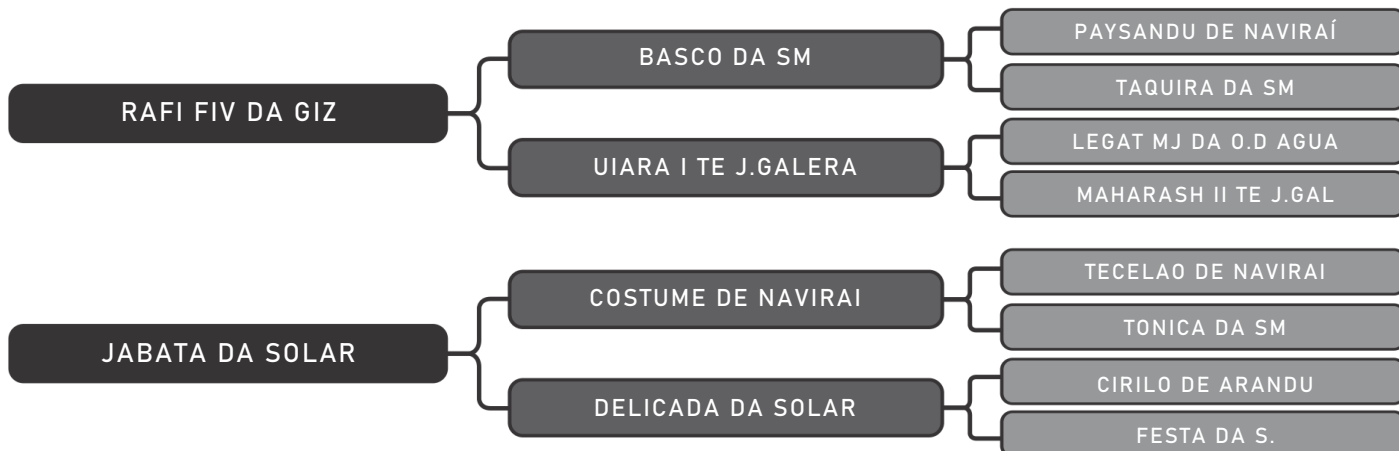 RAFI FIV DA GIZ
BASCO DA SM
PAYSANDU DE NAVIRAÍ
TAQUIRA DA SM
UIARA I TE J.GALERA
LEGAT MJ DA O.D AGUA
MAHARASH II TE J.GAL
JABATA DA SOLAR
COSTUME DE NAVIRAI
TECELAO DE NAVIRAI
TONICA DA SM
DELICADA DA SOLAR
CIRILO DE ARANDU
FESTA DA S.